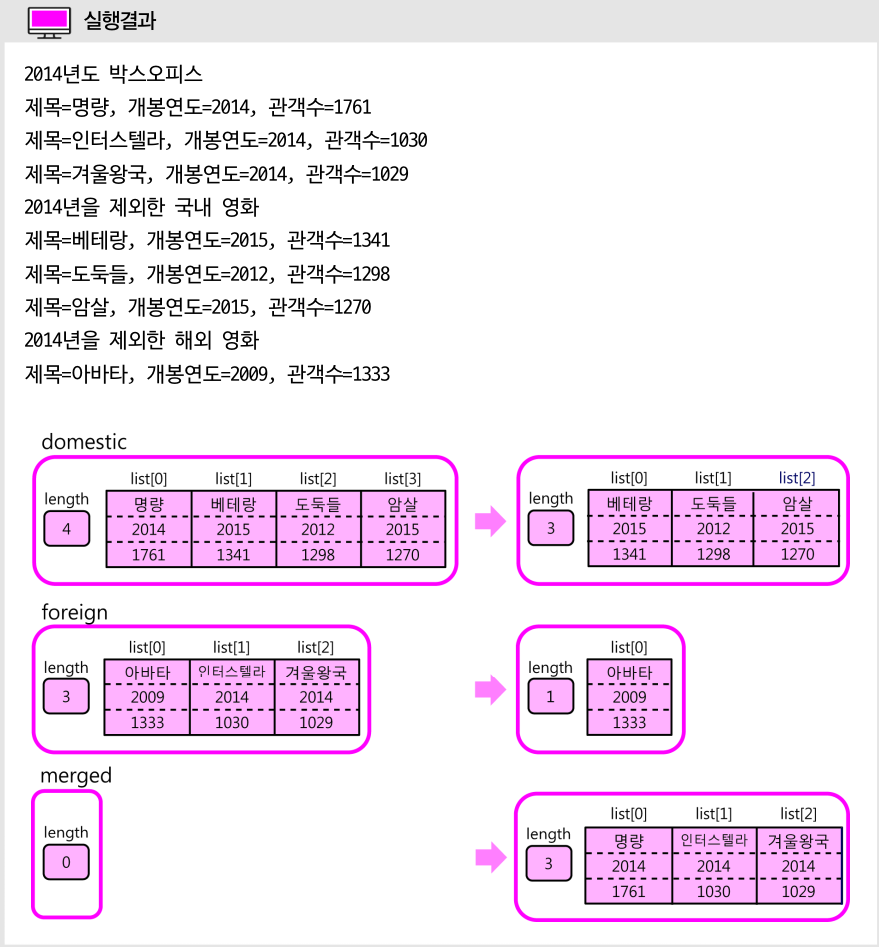 실행결과
2014년도 박스오피스
제목=명량, 개봉연도=2014, 관객수=1761
제목=인터스텔라, 개봉연도=2014, 관객수=1030
제목=겨울왕국, 개봉연도=2014, 관객수=1029
2014년을 제외한 국내 영화
제목=베테랑, 개봉연도=2015, 관객수=1341
제목=도둑들, 개봉연도=2012, 관객수=1298
제목=암살, 개봉연도=2015, 관객수=1270
2014년을 제외한 해외 영화
제목=아바타, 개봉연도=2009, 관객수=1333
domestic
length
4
list[0] list[1] list[2] list[3]
명량 베테랑 도둑들 암살
2014 2015 2012 2015
1761 1341 1298 1270
length
3
list[0] list[1] list[2]
베테랑 도둑들 암살
2015 2012 2015
1341 1298 1270
foreign
length
3
list[0] list[1] list[2]
아바타 인터스텔라 겨울왕국
2009 2014 2014
1333 1030 1029
length
1
list[0]
아바타
2009
1333
merged
length
0
length
3
list[0] list[1] list[2]
명량 인터스텔라 겨울왕국
2014 2014 2014
1761 1030 1029